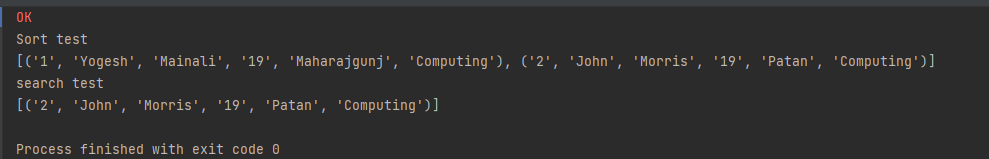 OK
Sort test
[('1', 'Yogesh', 'Mainali', '19', 'Maharajgunj', 'Computing'), ('2', 'John', 'Morris', '19', 'Patan', 'Computing')]
search test
[('2', 'John', 'Morris', '19', 'Patan', 'Computing')]
Process finished with exit code 0